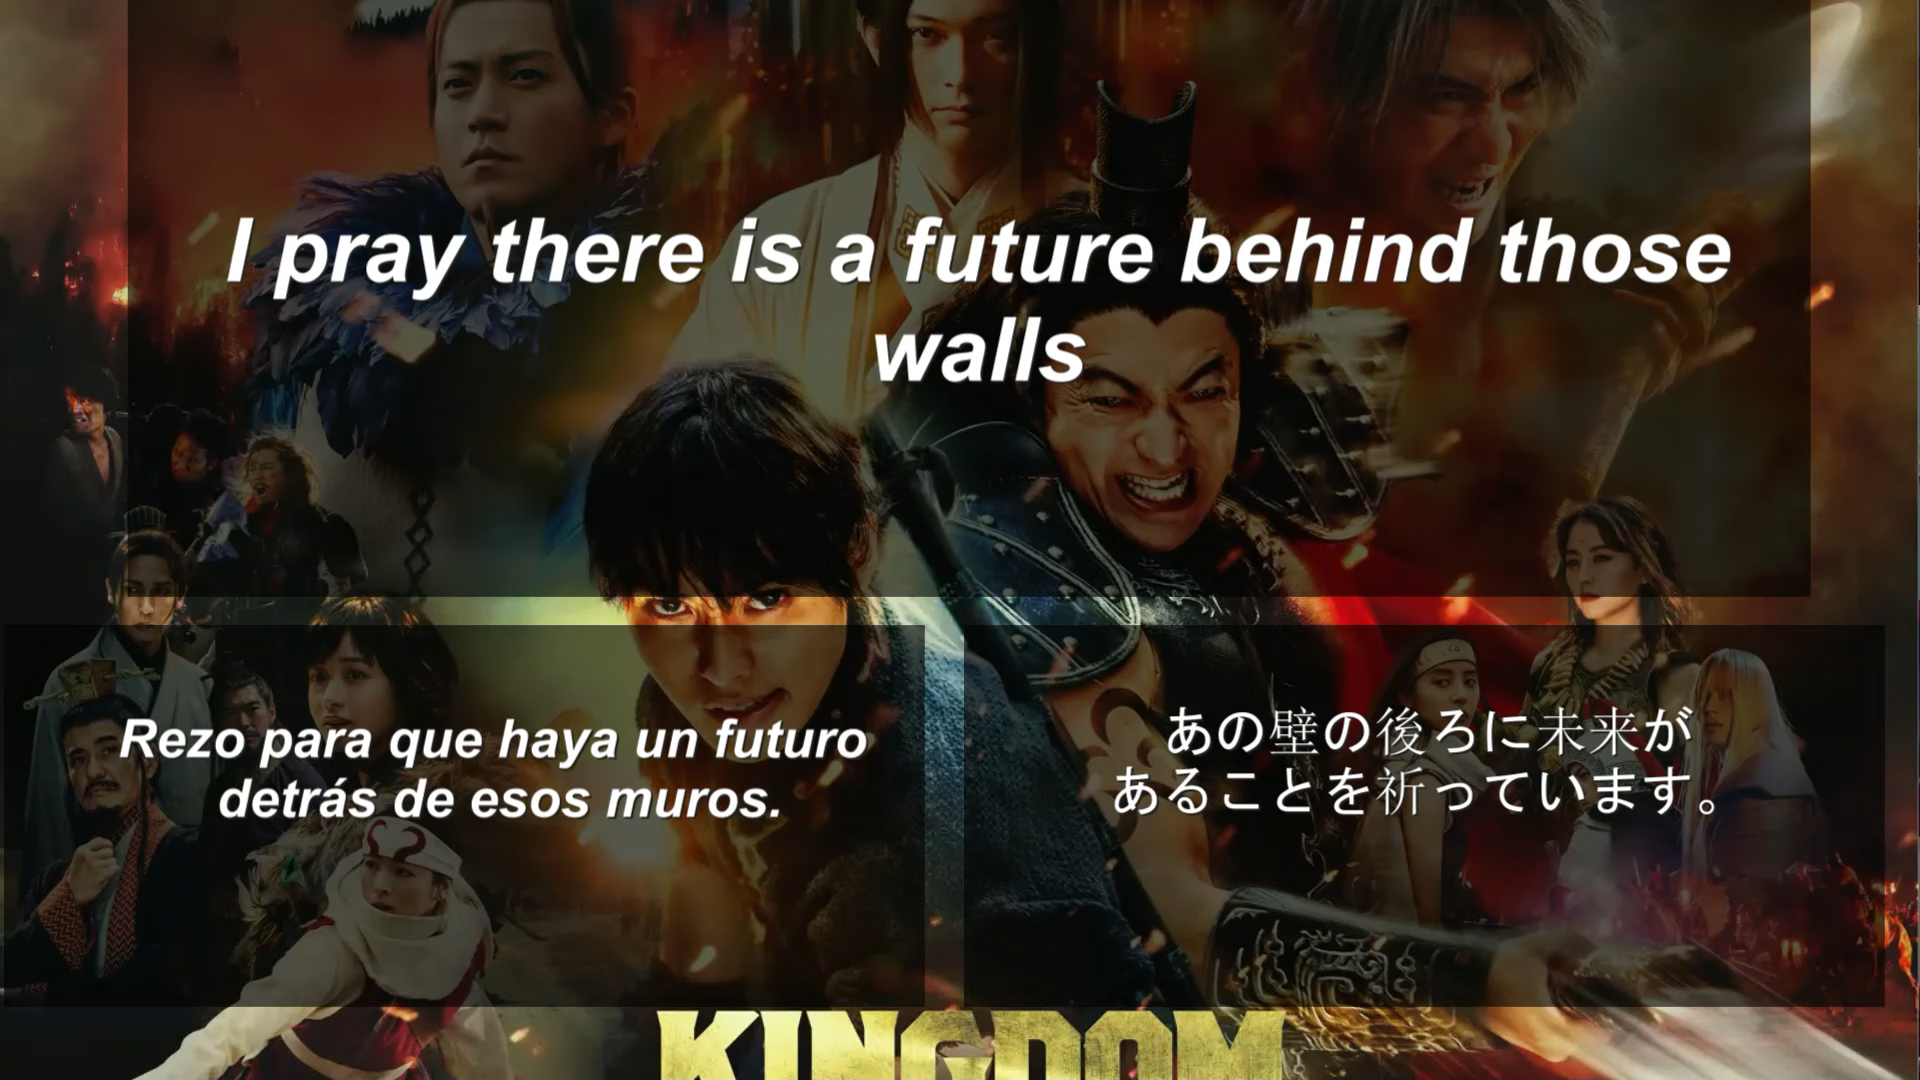 I pray there is a future behind those
walls
Rezo para que haya un futuro
detrás de esos muros.
あの壁の後ろに未来が
あることを祈っています。
KINGDOM